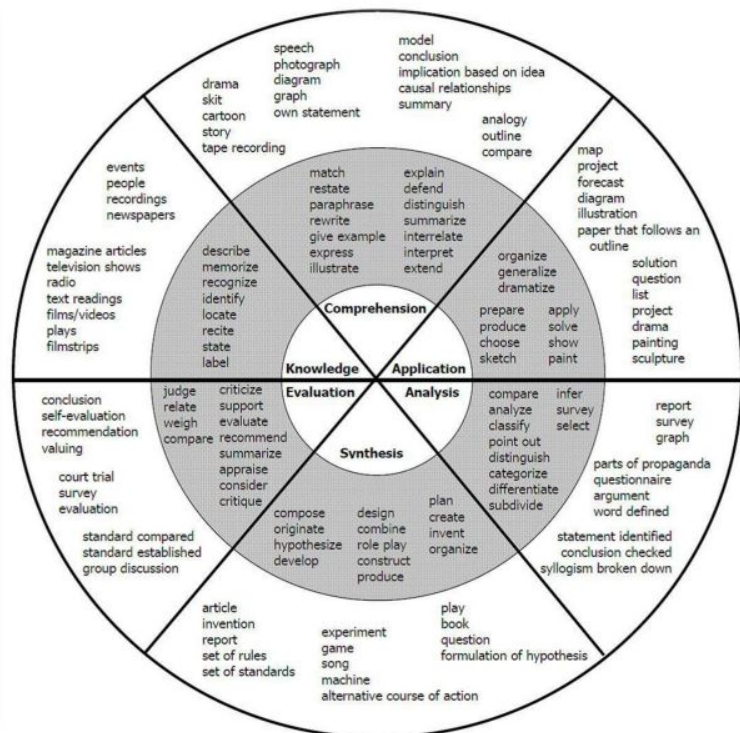 speech
photograph
diagram
graph
own statement
model
conclusion
implication based on idea
causal relationships
summary
drama
skit
cartoon
story
tape recording
analogy
outline
compare
events
people
recordings
newspapers
magazine articles
television shows
radio
text readings
films/videos
plays
filmstrips
map
project
forecast
diagram
illustration
paper that follows an
outline
solution
question
list
project
drama
painting
sculpture
match
restate
paraphrase
rewrite
give example
express
illustrate
explain
defend
distinguish
summarize
interrelate
interpret
extend
describe
memorize
recognize
identify
locate
recite
state
label
organize
generalize
dramatize
prepare
produce
choose
sketch
apply
solve
show
paint
Comprehension
Knowledge
Application
Evaluation
Analysis
Synthesis
judge
relate
weigh
compare
criticize
support
evaluate
recommend
summarize
appraise
consider
critique
compare
analyze
classify
point out
distinguish
categorize
differentiate
subdivide
infer
survey
select
compose
originate
hypothesize
develop
design
combine
role play
construct
produce
plan
create
invent
organize
conclusion
self-evaluation
recommendation
valuing
court trial
survey
evaluation
standard compared
standard established
group discussion
report
survey
graph
parts of propaganda
questionnaire
argument
word defined
statement identified
conclusion checked
syllogism broken down
article
invention
report
set of rules
set of standards
experiment
game
song
machine
alternative course of action
play
book
question
formulation of hypothesis